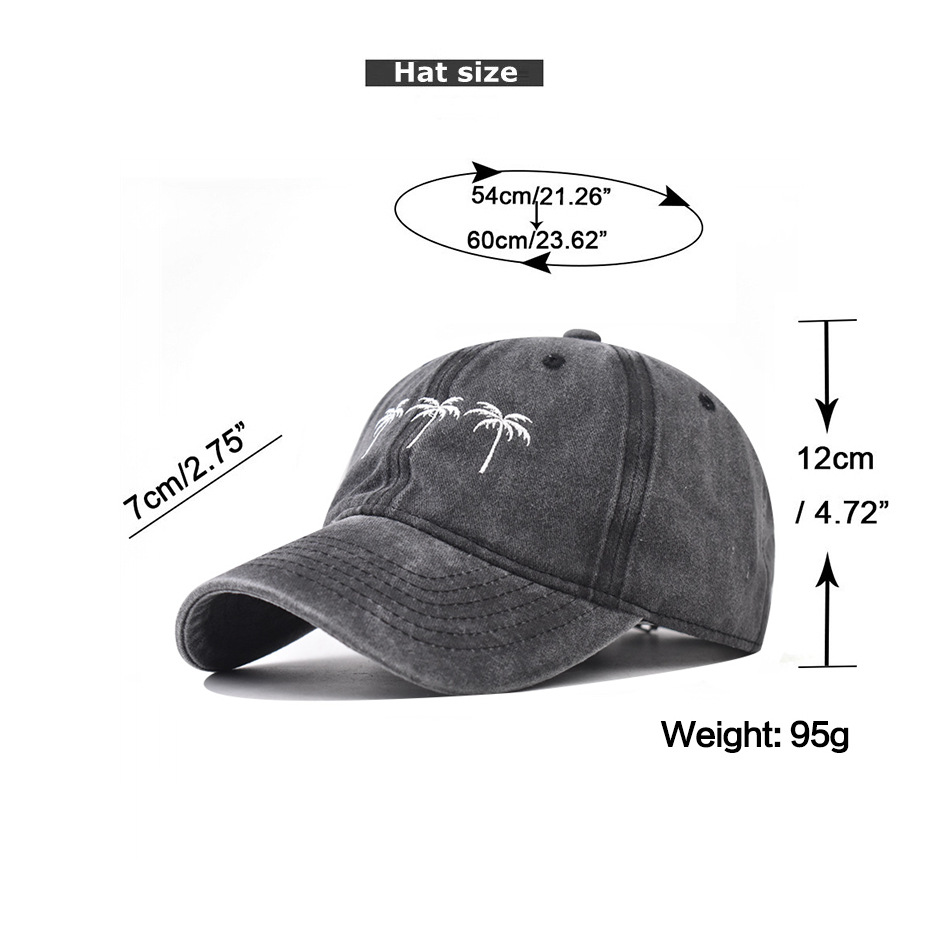 Hat size
54cm/21.26”
60cm/23.62”
7cm/2.75”
12cm
/ 4.72”
Weight: 95g